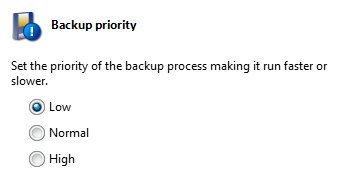 Backup priority
Set the priority of the backup process making it run faster or
slower.
Low
Normal
High